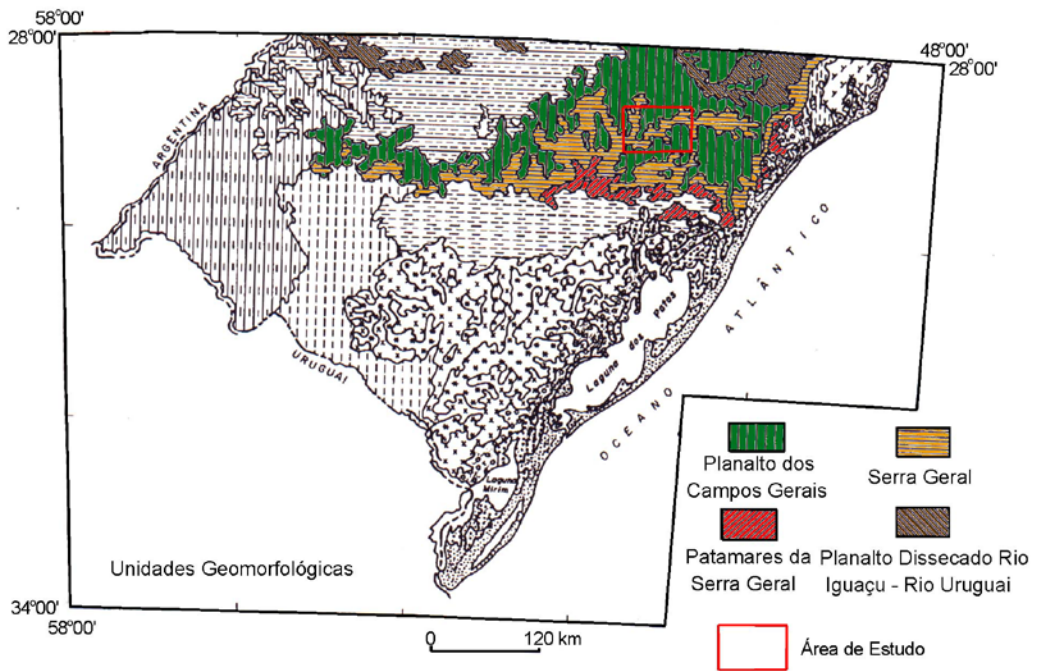 58°00'
28°00'
48°00'
28°00'
ARGENTINA
URUGUAI
Laguna dos Patos
Laguna
Mirim
OCEANO ATLÂNTICO
Planalto dos
Campos Gerais
Serra Geral
Patamares da
Serra Geral
Planalto Dissecado Rio
Iguaçu - Rio Uruguai
Unidades Geomorfológicas
34°00'
58°00'
0 120 km
Área de Estudo